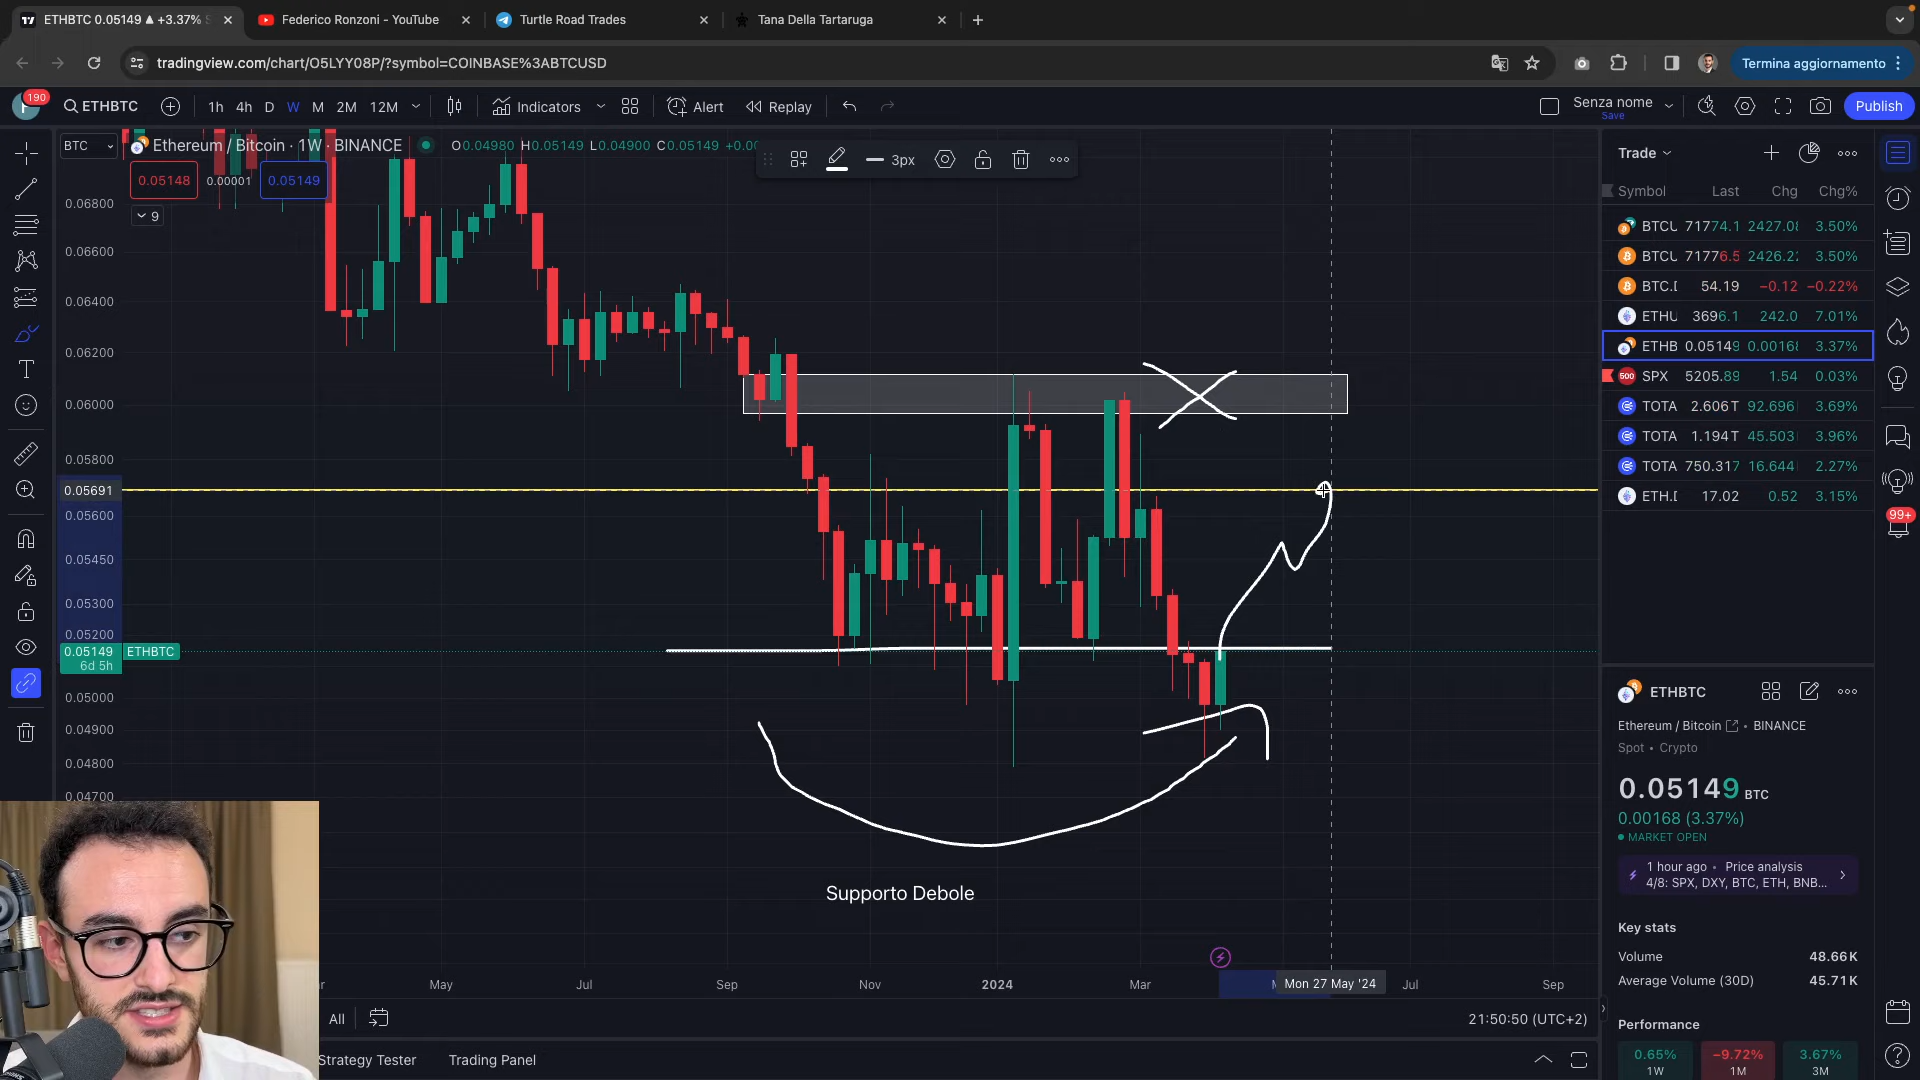 ETHBTC 0.05149 ▲ +3.37%
Federico Ronzoni - YouTube
Turtle Road Trades
Tana Della Tartaruga
tradingview.com/chart/O5LYY08P/?symbol=COINBASE%3ABTCUSD
Termina aggiornamento
190
ETHBTC
1h 4h D W M 2M 12M
Indicators
Alert
Replay
Senza nome
Save
Publish
BTC
Ethereum / Bitcoin · 1W · BINANCE
O0.04980 H0.05149 L0.04900 C0.05149 +0.00
3px
0.05148 0.00001 0.05149
9
0.06800
0.06600
0.06400
0.06200
0.06000
0.05800
0.05691
0.05600
0.05450
0.05300
0.05200
0.05149
6d 5h
ETHBTC
0.05000
0.04900
0.04800
0.04700
Supporto Debole
May Jul Sep Nov 2024 Mar Mon 27 May '24 Jul Sep
All
21:50:50 (UTC+2)
Strategy Tester
Trading Panel
Trade
Symbol Last Chg Chg%
BTCU 71774.1 2427.08 3.50%
BTCU 71776.5 2426.22 3.50%
BTC.D 54.19 −0.12 −0.22%
ETHU 3696.1 242.0 7.01%
ETHB 0.05149 0.00168 3.37%
500 SPX 5205.89 1.54 0.03%
TOTA 2.606T 92.696 3.69%
TOTA 1.194T 45.503 3.96%
TOTA 750.317 16.644 2.27%
ETH.D 17.02 0.52 3.15%
99+
ETHBTC
Ethereum / Bitcoin • BINANCE
Spot • Crypto
0.05149 BTC
0.00168 (3.37%)
MARKET OPEN
1 hour ago • Price analysis
4/8: SPX, DXY, BTC, ETH, BNB...
Key stats
Volume 48.66K
Average Volume (30D) 45.71K
Performance
0.65% −9.72% 3.67%
1W 1M 3M